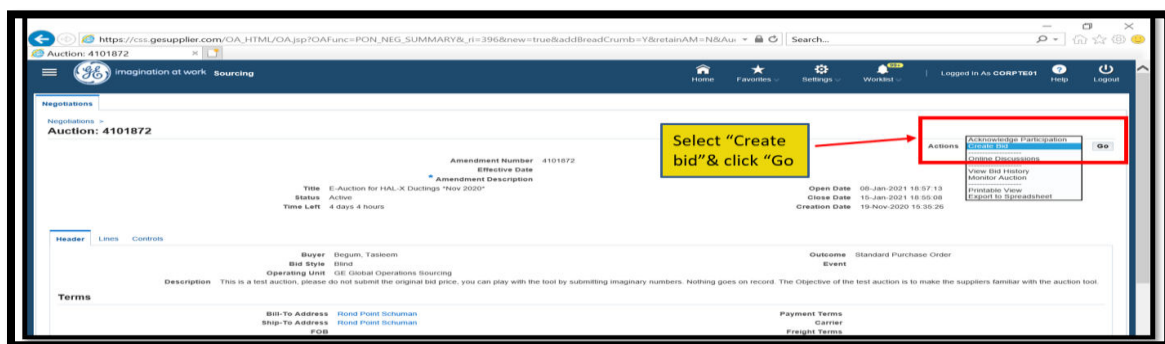 https://css.gesupplier.com/OA_HTML/OA.jsp?OAFunc=PON_NEG_SUMMARY&_ri=396&new=true&addBreadCrumb=Y&retainAM=N&Au
Search...
Auction: 4101872
imagination at work Sourcing
Home Favorites Settings Worklist 99+ Logged In As CORPTE01 Help Logout
Negotiations
Negotiations >
Auction: 4101872
Select "Create
bid"& click "Go
Actions
Acknowledge Participation
Create Bid
Online Discussions
View Bid History
Monitor Auction
Printable View
Export to Spreadsheet
Go
Amendment Number 4101872
Effective Date
Amendment Description
Title E-Auction for HAL-X Ductings "Nov 2020"
Open Date 08-Jan-2021 18:57:13
Status Active
Close Date 15-Jan-2021 18:55:08
Time Left 4 days 4 hours
Creation Date 19-Nov-2020 15:35:26
Header Lines Controls
Buyer Begum, Tasleem
Outcome Standard Purchase Order
Bid Style Blind
Event
Operating Unit GE Global Operations Sourcing
Description This is a test auction, please do not submit the original bid price, you can play with the tool by submitting imaginary numbers. Nothing goes on record. The Objective of the test auction is to make the suppliers familiar with the auction tool.
Terms
Bill-To Address Rond Point Schuman
Payment Terms
Ship-To Address Rond Point Schuman
Carrier
FOB
Freight Terms